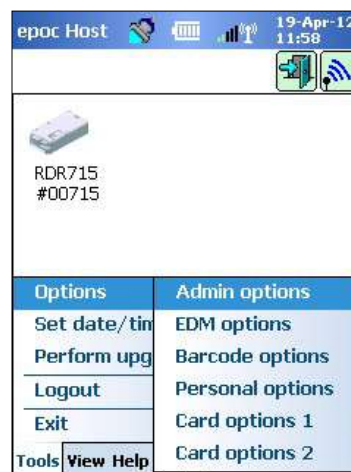 epoc Host
19-Apr-12
11:58
RDR715
#00715
Options
Set date/tim
Perform upg
Logout
Exit
Admin options
EDM options
Barcode options
Personal options
Card options 1
Card options 2
Tools View Help